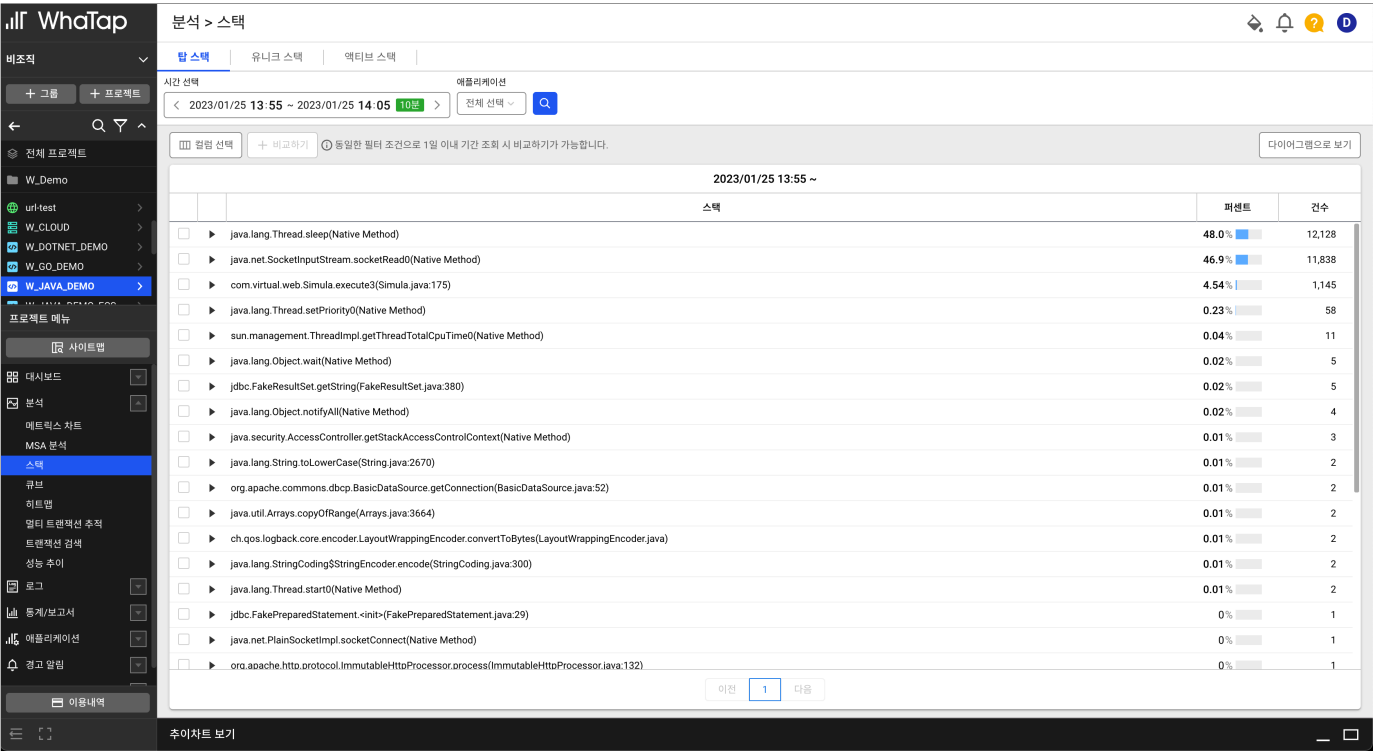 WhaTap
비조직
+ 그룹
+ 프로젝트
전체 프로젝트
W_Demo
url-test
W_CLOUD
W_DOTNET_DEMO
W_GO_DEMO
W_JAVA_DEMO
프로젝트 메뉴
사이트맵
대시보드
분석
메트릭스 차트
MSA 분석
스택
큐브
히트맵
멀티 트랜잭션 추적
트랜잭션 검색
성능 추이
로그
통계/보고서
애플리케이션
경고 알림
이용내역
분석 > 스택
? D
탑 스택 유니크 스택 액티브 스택
시간 선택 애플리케이션
2023/01/25 13:55 ~ 2023/01/25 14:05 10분 전체 선택
컬럼 선택 + 비교하기 동일한 필터 조건으로 1일 이내 기간 조회 시 비교하기가 가능합니다. 다이어그램으로 보기
2023/01/25 13:55 ~
스택 퍼센트 건수
java.lang.Thread.sleep(Native Method) 48.0% 12,128
java.net.SocketInputStream.socketRead0(Native Method) 46.9% 11,838
com.virtual.web.Simula.execute3(Simula.java:175) 4.54% 1,145
java.lang.Thread.setPriority0(Native Method) 0.23% 58
sun.management.ThreadImpl.getThreadTotalCpuTime0(Native Method) 0.04% 11
java.lang.Object.wait(Native Method) 0.02% 5
jdbc.FakeResultSet.getString(FakeResultSet.java:380) 0.02% 5
java.lang.Object.notifyAll(Native Method) 0.02% 4
java.security.AccessController.getStackAccessControlContext(Native Method) 0.01% 3
java.lang.String.toLowerCase(String.java:2670) 0.01% 2
org.apache.commons.dbcp.BasicDataSource.getConnection(BasicDataSource.java:52) 0.01% 2
java.util.Arrays.copyOfRange(Arrays.java:3664) 0.01% 2
ch.qos.logback.core.encoder.LayoutWrappingEncoder.convertToBytes(LayoutWrappingEncoder.java) 0.01% 2
java.lang.StringCoding$StringEncoder.encode(StringCoding.java:300) 0.01% 2
java.lang.Thread.start0(Native Method) 0.01% 2
jdbc.FakePreparedStatement.<init>(FakePreparedStatement.java:29) 0% 1
java.net.PlainSocketImpl.socketConnect(Native Method) 0% 1
org.apache.http.protocol.ImmutableHttpProcessor.process(ImmutableHttpProcessor.java:132) 0% 1
이전 1 다음
추이차트 보기